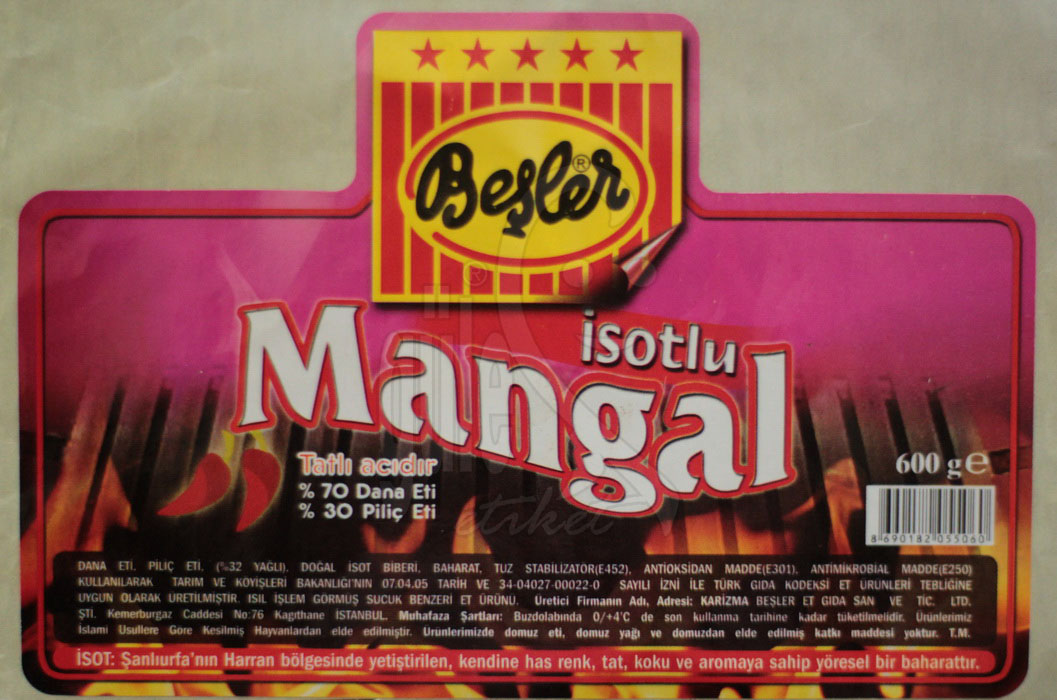 Beşler ®
isotlu
Mangal
Tatlı acıdır
% 70 Dana Eti
% 30 Piliç Eti
600 g e
8 690182 055060
etiket
DANA ETİ, PİLİÇ ETİ, (%32 YAĞLI), DOĞAL İSOT BİBERİ, BAHARAT, TUZ STABILIZATOR(E452), ANTİOKSİDAN MADDE(E301), ANTİMİKROBİAL MADDE(E250)
KULLANILARAK TARIM VE KÖYİŞLERİ BAKANLIĞI'NIN 07.04.05 TARİH VE 34-04027-00022-0 SAYILI İZNİ İLE TÜRK GIDA KODEKSİ ET ÜRÜNLERİ TEBLİĞİNE
UYGUN OLARAK ÜRETİLMİŞTİR. ISIL İŞLEM GÖRMÜŞ SUCUK BENZERİ ET ÜRÜNÜ. Üretici Firmanın Adı, Adresi: KARİZMA BEŞLER ET GIDA SAN VE TİC. LTD.
ŞTİ. Kemerburgaz Caddesi No:76 Kagıthane İSTANBUL. Muhafaza Şartları: Buzdolabında 0/+4°C de son kullanma tarihine kadar tüketilmelidir. Ürünlerimiz
İslami Usullere Göre Kesilmiş Hayvanlardan elde edilmiştir. Ürünlerimizde domuz eti, domuz yağı ve domuzdan elde edilmiş katkı maddesi yoktur. T.M.
İSOT: Şanlıurfa'nın Harran bölgesinde yetiştirilen, kendine has renk, tat, koku ve aromaya sahip yöresel bir baharattır.